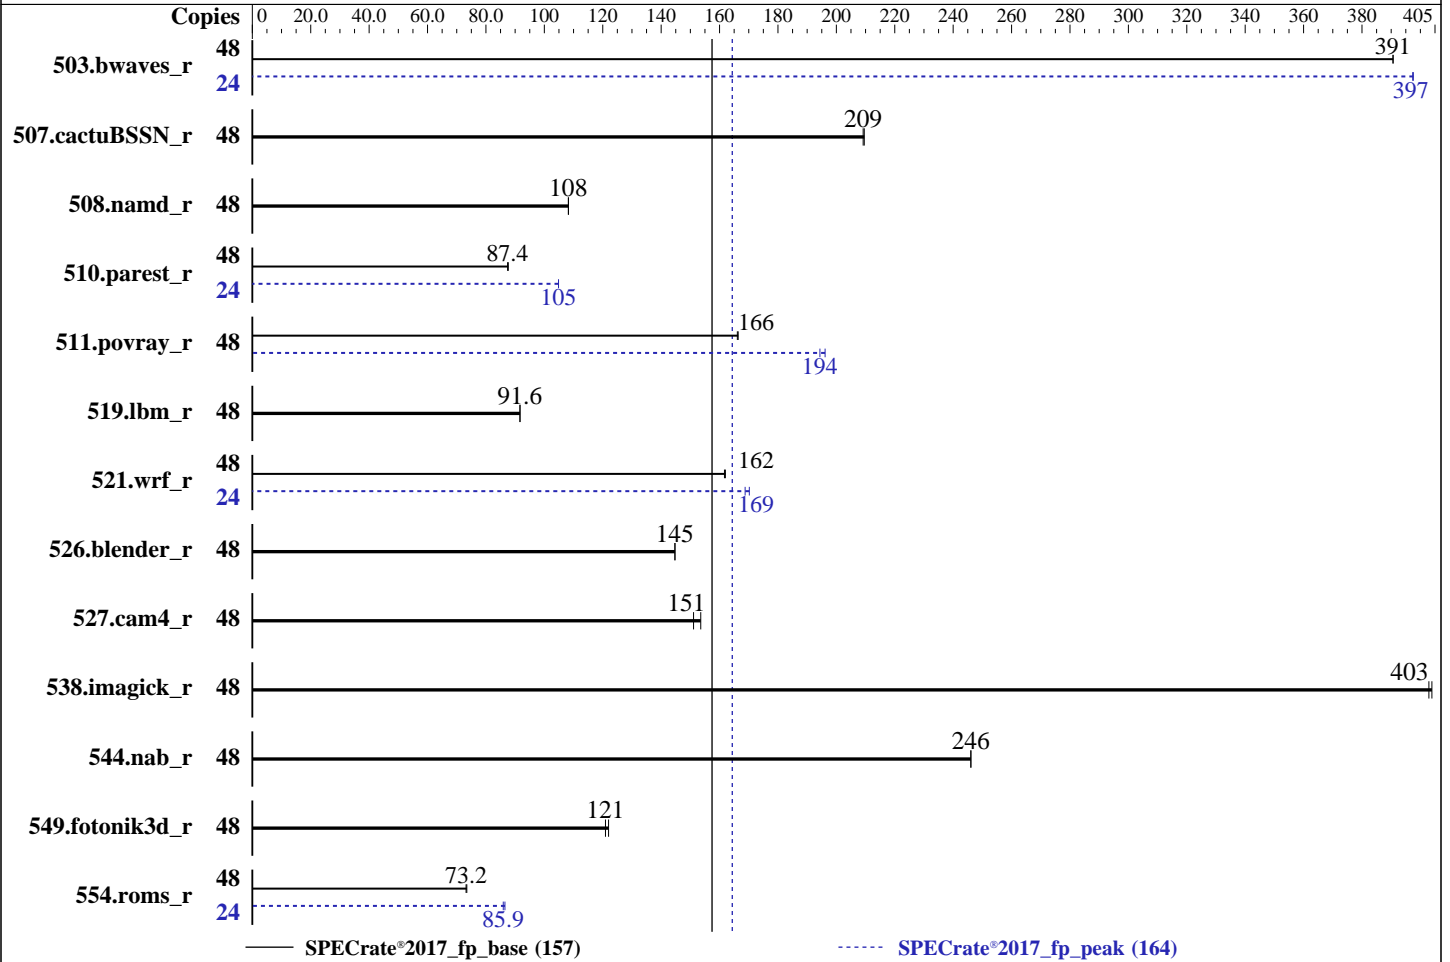 Copies 0 20.0 40.0 60.0 80.0 100 120 140 160 180 200 220 240 260 280 300 320 340 360 380 405
503.bwaves_r 48 391
24 397
507.cactuBSSN_r 48 209
508.namd_r 48 108
510.parest_r 48 87.4
24 105
511.povray_r 48 166
194
519.lbm_r 48 91.6
521.wrf_r 48 162
24 169
526.blender_r 48 145
527.cam4_r 48 151
538.imagick_r 48 403
544.nab_r 48 246
549.fotonik3d_r 48 121
554.roms_r 48 73.2
24 85.9
SPECrate®2017_fp_base (157) SPECrate®2017_fp_peak (164)